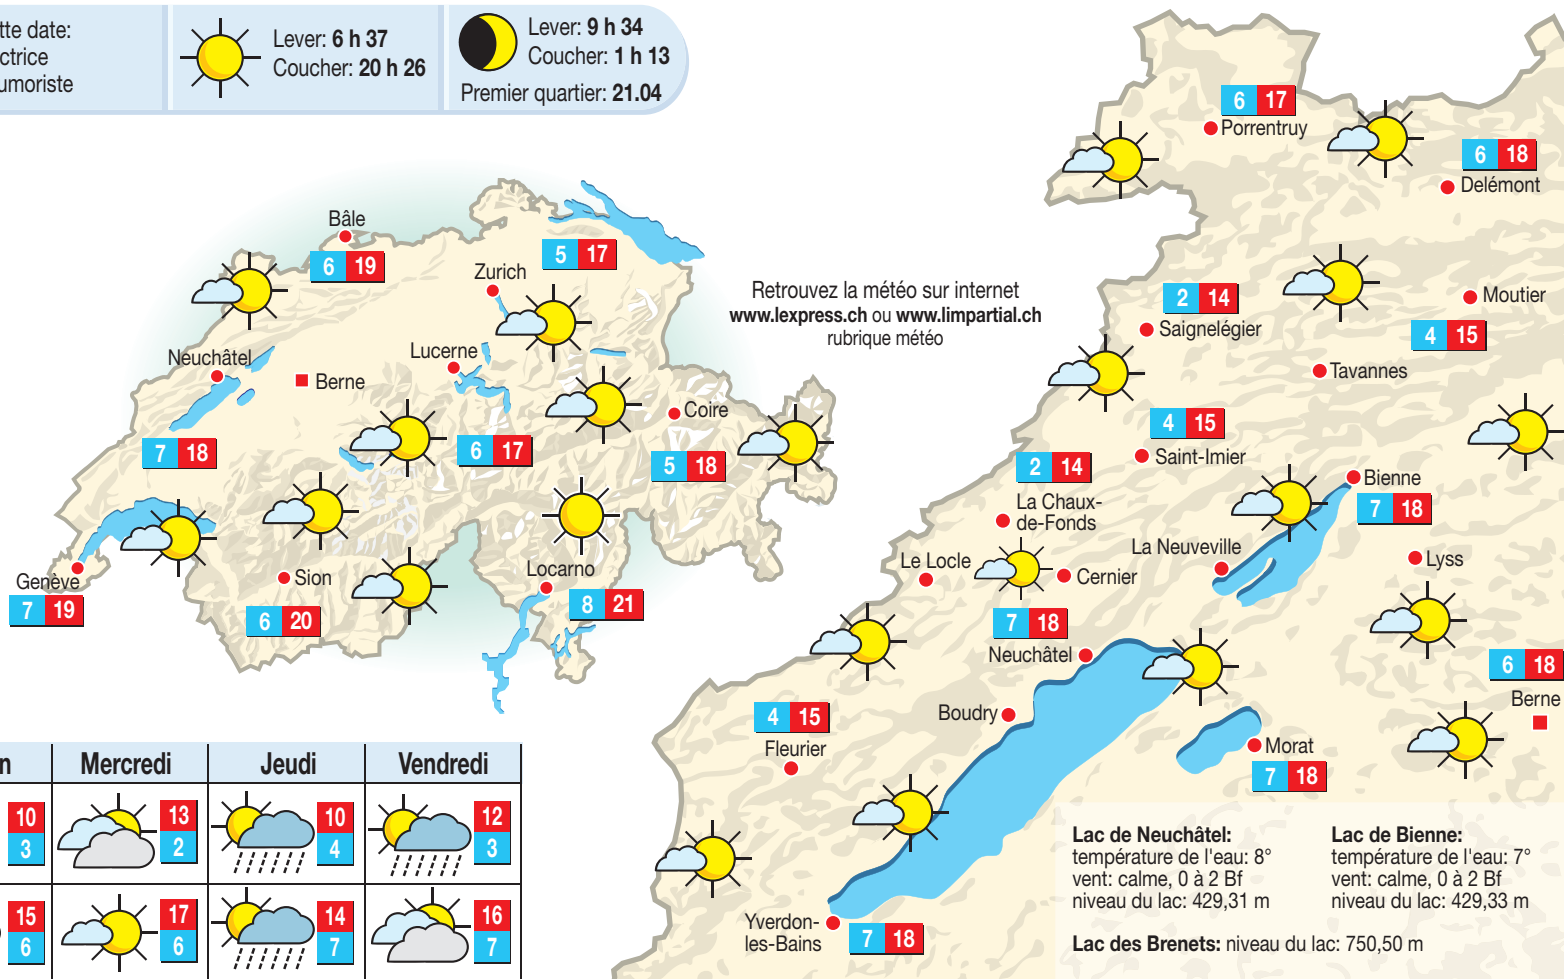 tte date:
ctrice
umoriste
Lever: 6 h 37
Coucher: 20 h 26
Lever: 9 h 34
Coucher: 1 h 13
Premier quartier: 21.04
Bâle
6 19
5 17
Zurich
Neuchâtel
Lucerne
Berne
Coire
7 18
6 17
5 18
Genève
7 19
Sion
6 20
Locarno
8 21
Retrouvez la météo sur internet
www.lexpress.ch ou www.limpartial.ch
rubrique météo
6 17
Porrentruy
6 18
Delémont
2 14
Saignelégier
Moutier
4 15
Tavannes
4 15
Saint-Imier
2 14
La Chaux-
de-Fonds
Bienne
7 18
La Neuveville
Le Locle
Cernier
Lyss
7 18
Neuchâtel
6 18
Berne
Boudry
4 15
Fleurier
Morat
7 18
Yverdon-
les-Bains
7 18
n Mercredi Jeudi Vendredi
10 13 10 12
3 2 4 3
15 17 14 16
6 6 7 7
Lac de Neuchâtel:
température de l'eau: 8°
vent: calme, 0 à 2 Bf
niveau du lac: 429,31 m
Lac de Bienne:
température de l'eau: 7°
vent: calme, 0 à 2 Bf
niveau du lac: 429,33 m
Lac des Brenets: niveau du lac: 750,50 m